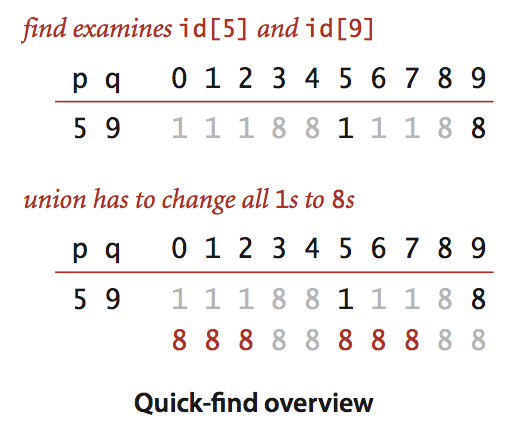 find examines id[5] and id[9]
p q 0 1 2 3 4 5 6 7 8 9
5 9 1 1 1 8 8 1 1 1 8 8
union has to change all 1s to 8s
p q 0 1 2 3 4 5 6 7 8 9
5 9 1 1 1 8 8 1 1 1 8 8
8 8 8 8 8 8 8 8 8 8
Quick-find overview